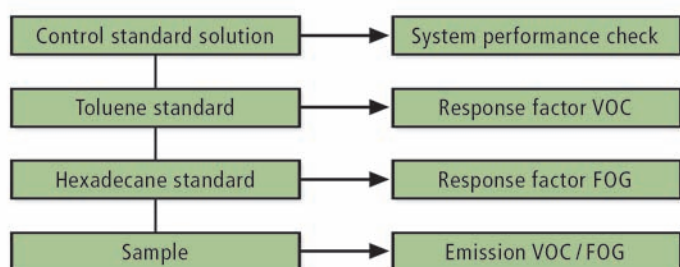 Control standard solution
System performance check
Toluene standard
Response factor VOC
Hexadecane standard
Response factor FOG
Sample
Emission VOC / FOG